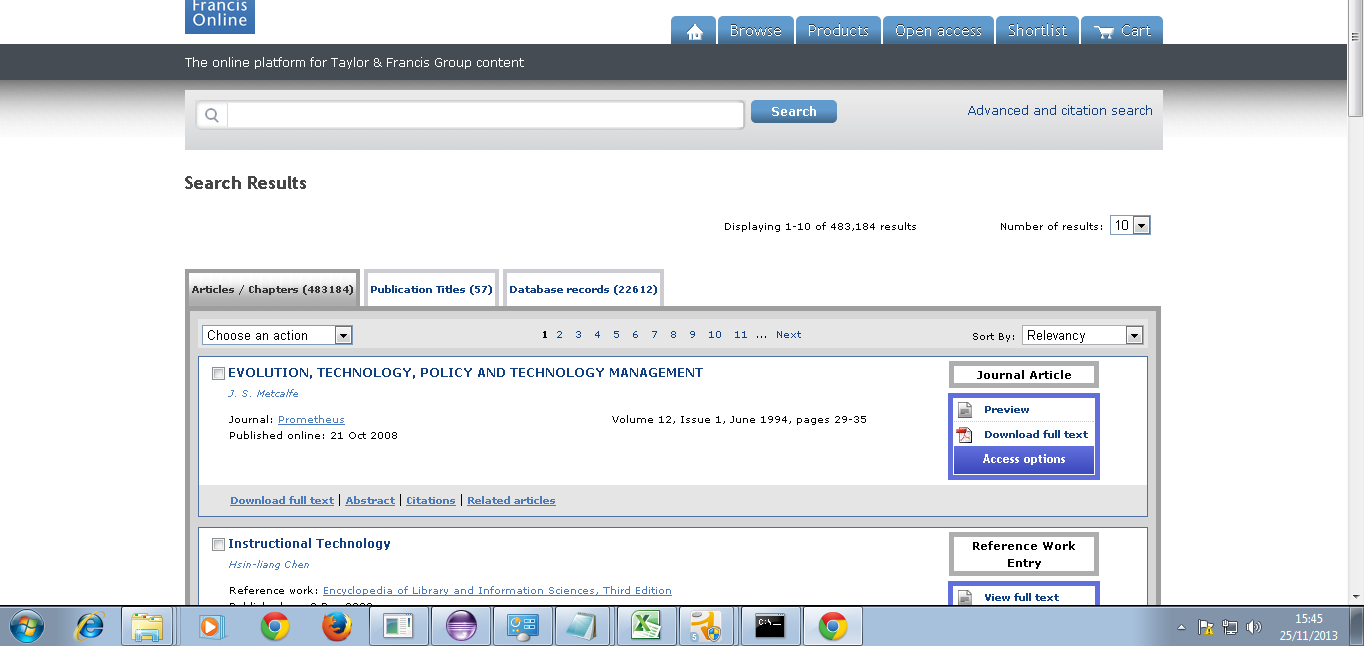 Francis
Online
Browse
Products
Open access
Shortlist
Cart
The online platform for Taylor & Francis Group content
Search
Advanced and citation search
Search Results
Displaying 1-10 of 483,184 results
Number of results: 10
Articles / Chapters (483184)
Publication Titles (57)
Database records (22612)
Choose an action
1 2 3 4 5 6 7 8 9 10 11 ... Next
Sort By: Relevancy
EVOLUTION, TECHNOLOGY, POLICY AND TECHNOLOGY MANAGEMENT
J. S. Metcalfe
Journal: Prometheus
Volume 12, Issue 1, June 1994, pages 29-35
Published online: 21 Oct 2008
Journal Article
Preview
Download full text
Access options
Download full text | Abstract | Citations | Related articles
Instructional Technology
Hsin-liang Chen
Reference work: Encyclopedia of Library and Information Sciences, Third Edition
Reference Work
Entry
View full text
C:\_
5
15:45
25/11/2013